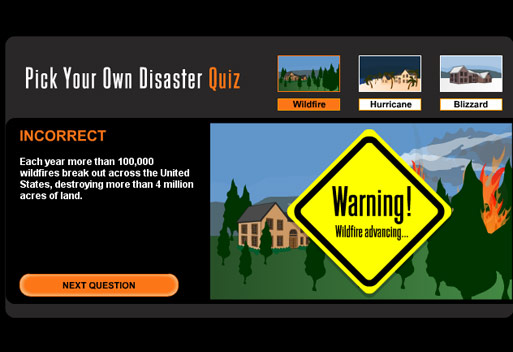 Pick Your Own Disaster Quiz
Wildfire
Hurricane
Blizzard
INCORRECT
Each year more than 100,000
wildfires break out across the United
States, destroying more than 4 million
acres of land.
NEXT QUESTION
Warning!
Wildfire advancing...